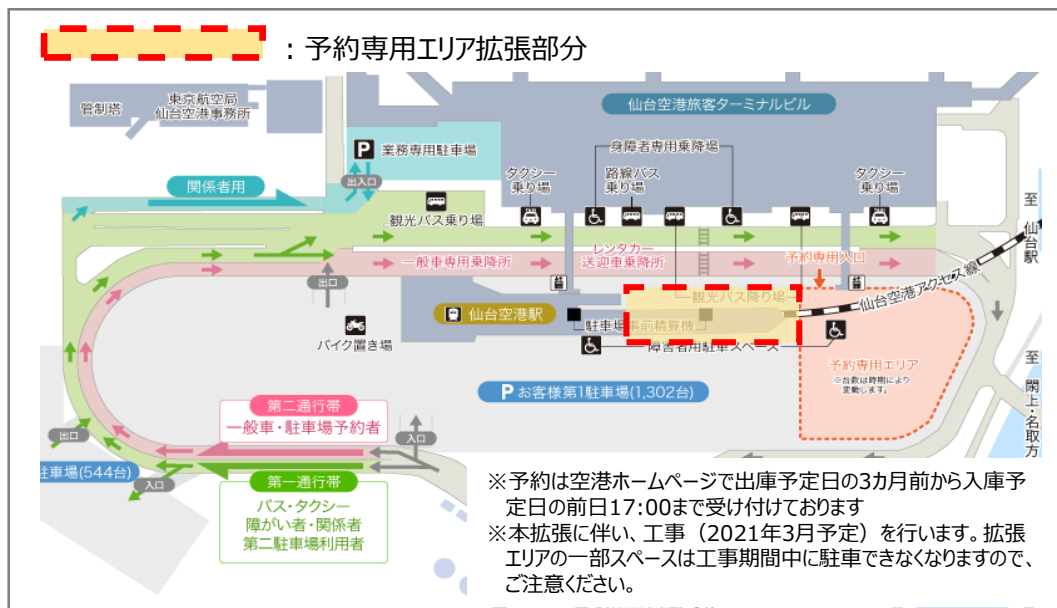 ：予約専用エリア拡張部分
管制塔
東京航空局
仙台空港事務所
仙台空港旅客ターミナルビル
P 業務専用駐車場
身障者専用乗降場
関係者用
出入口
観光バス乗り場
タクシー
乗り場
路線バス
乗り場
タクシー
乗り場
至 仙台駅
一般車専用乗降所
レンタカー
送迎車乗降所
予約専用入口
出口
観光バス降り場
仙台空港アクセス線
仙台空港駅
駐車場事前精算機
バイク置き場
障害者用駐車スペース
予約専用エリア
※台数は時期により
変動します。
至 閖上・名取方
P お客様第1駐車場(1,302台)
第二通行帯
一般車・駐車場予約者
出口
入口
駐車場(544台)
入口
第一通行帯
バス・タクシー
障がい者・関係者
第二駐車場利用者
※予約は空港ホームページで出庫予定日の3カ月前から入庫予
定日の前日17:00まで受け付けております
※本拡張に伴い、工事（2021年3月予定）を行います。拡張
エリアの一部スペースは工事期間中に駐車できなくなりますので、
ご注意ください。